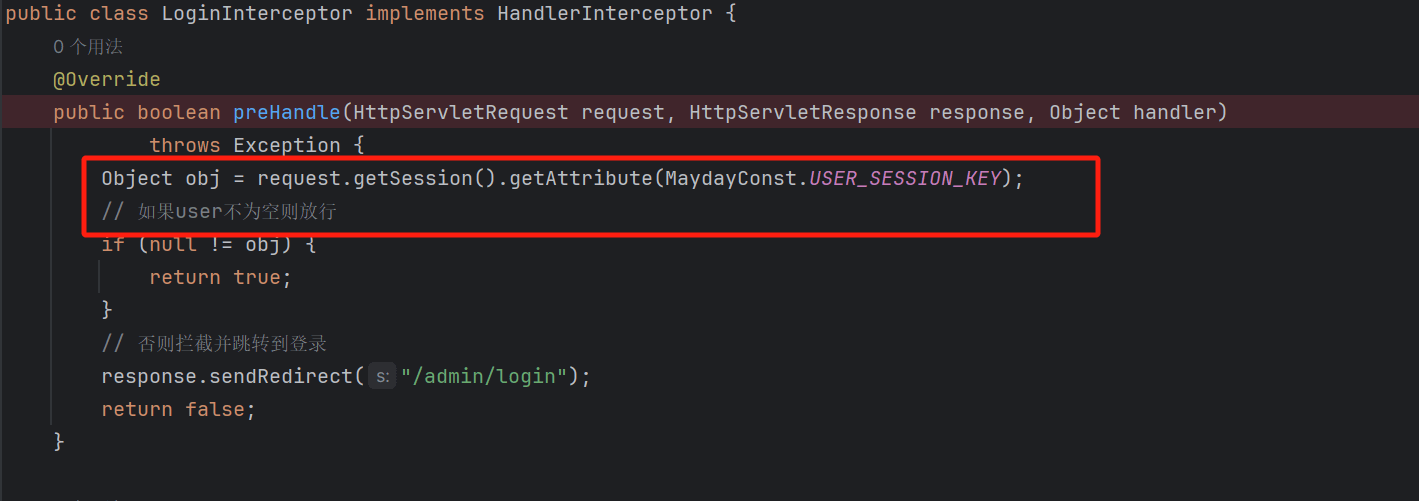 public class LoginInterceptor implements HandlerInterceptor {
0 个用法
@Override
public boolean preHandle(HttpServletRequest request, HttpServletResponse response, Object handler)
throws Exception {
Object obj = request.getSession().getAttribute(MaydayConst.USER_SESSION_KEY);
// 如果user不为空则放行
if (null != obj) {
return true;
}
// 否则拦截并跳转到登录
response.sendRedirect( s: "/admin/login");
return false;
}